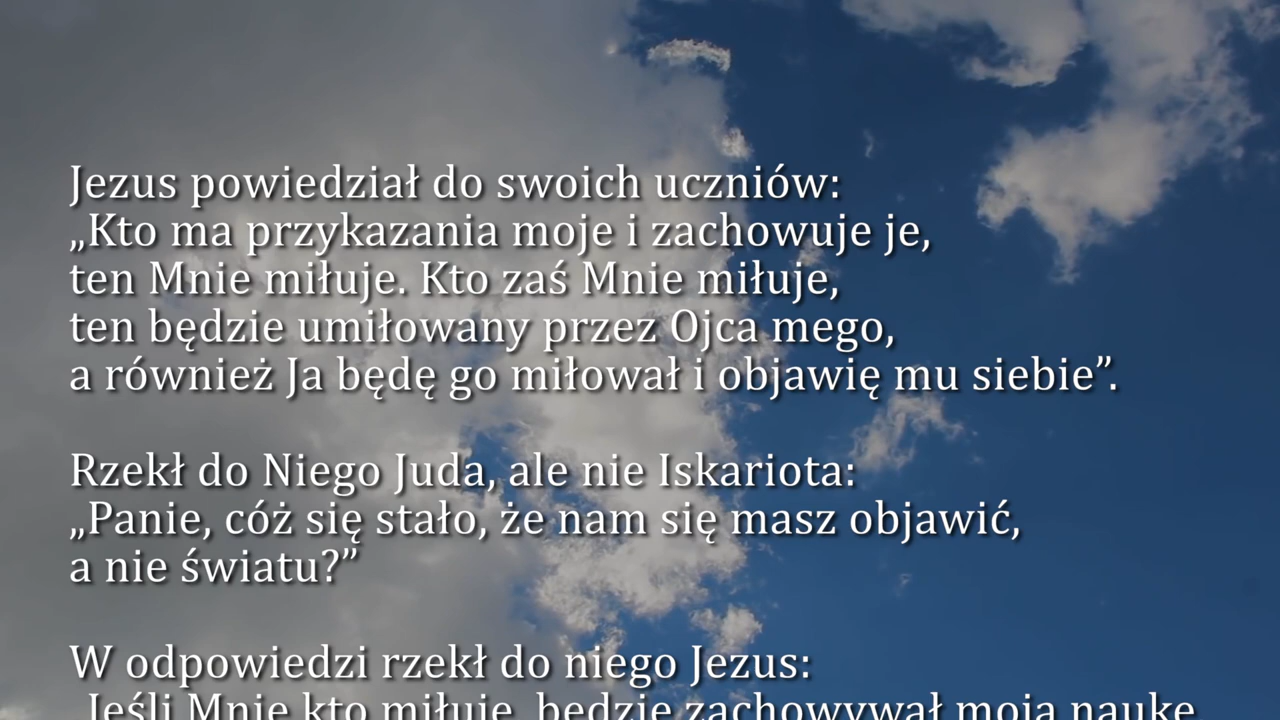 Jezus powiedział do swoich uczniów:
„Kto ma przykazania moje i zachowuje je,
ten Mnie miłuje. Kto zaś Mnie miłuje,
ten będzie umiłowany przez Ojca mego,
a również Ja będę go miłował i objawię mu siebie”.
Rzekł do Niego Juda, ale nie Iskariota:
„Panie, cóż się stało, że nam się masz objawić,
a nie światu?”
W odpowiedzi rzekł do niego Jezus:
„Jeśli Mnie kto miłuje, będzie zachowywał moją naukę